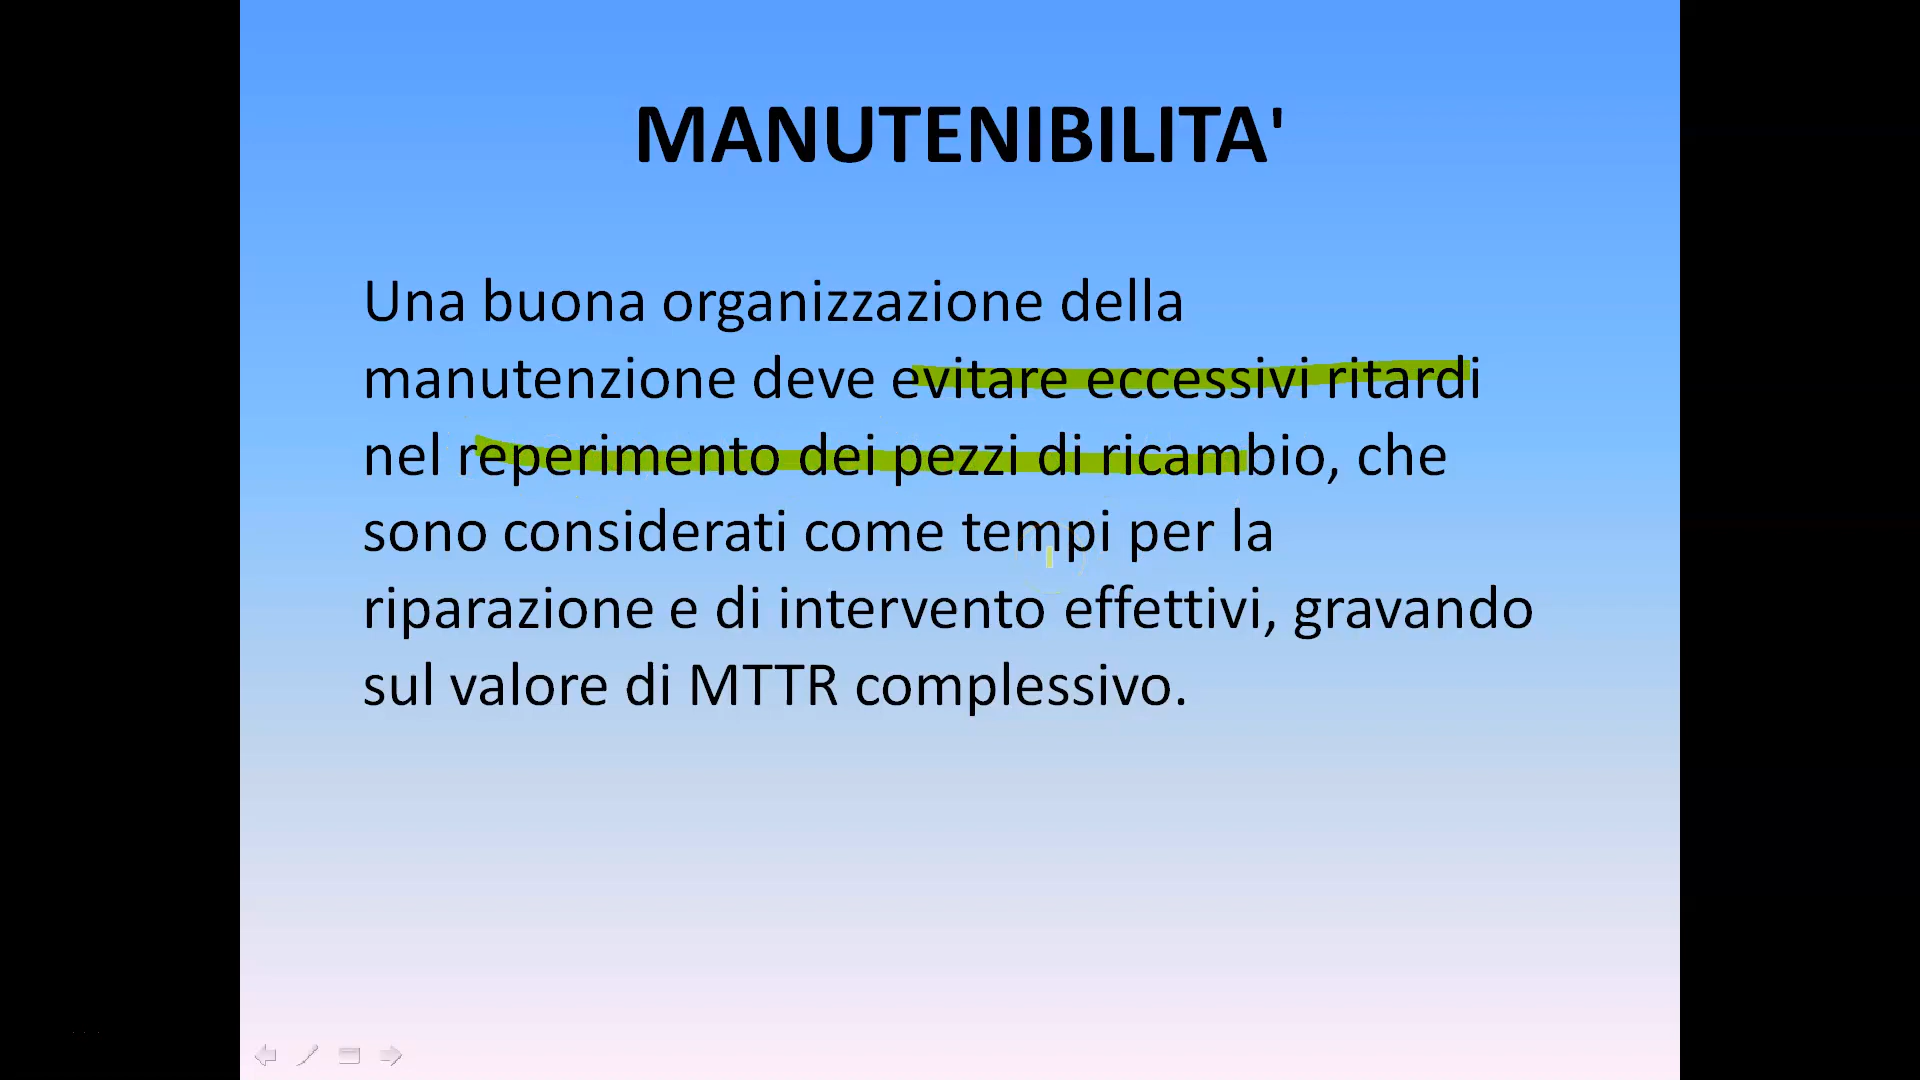 MANUTENIBILITA'
Una buona organizzazione della
manutenzione deve evitare eccessivi ritardi
nel reperimento dei pezzi di ricambio, che
sono considerati come tempi per la
riparazione e di intervento effettivi, gravando
sul valore di MTTR complessivo.